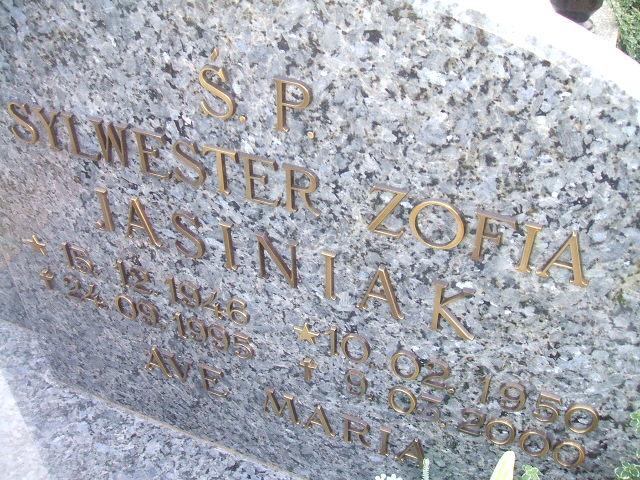 Ś. P.
SYLWESTER ZOFIA
JASINIAK
★ 15. 12. 1946 ★ 10. 02. 1950
✝ 24. 09. 1995 ✝ 9. 05. 2000
AVE MARIA